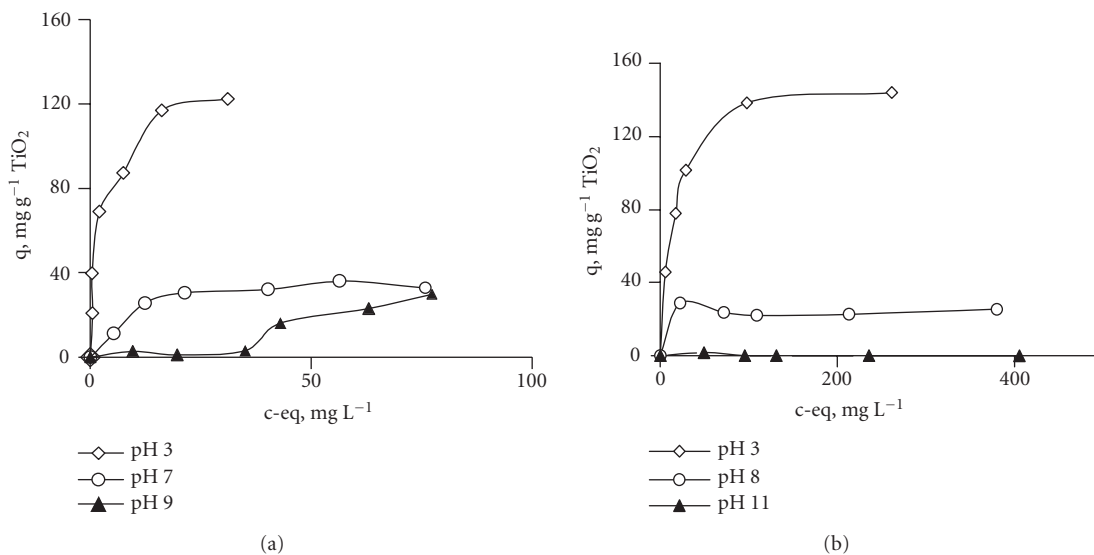 160
120
80
40
0
q, mg g−1 TiO2
0
50
100
c-eq, mg L−1
pH 3
pH 7
pH 9
(a)
160
120
80
40
0
q, mg g−1 TiO2
0
200
400
c-eq, mg L−1
pH 3
pH 8
pH 11
(b)